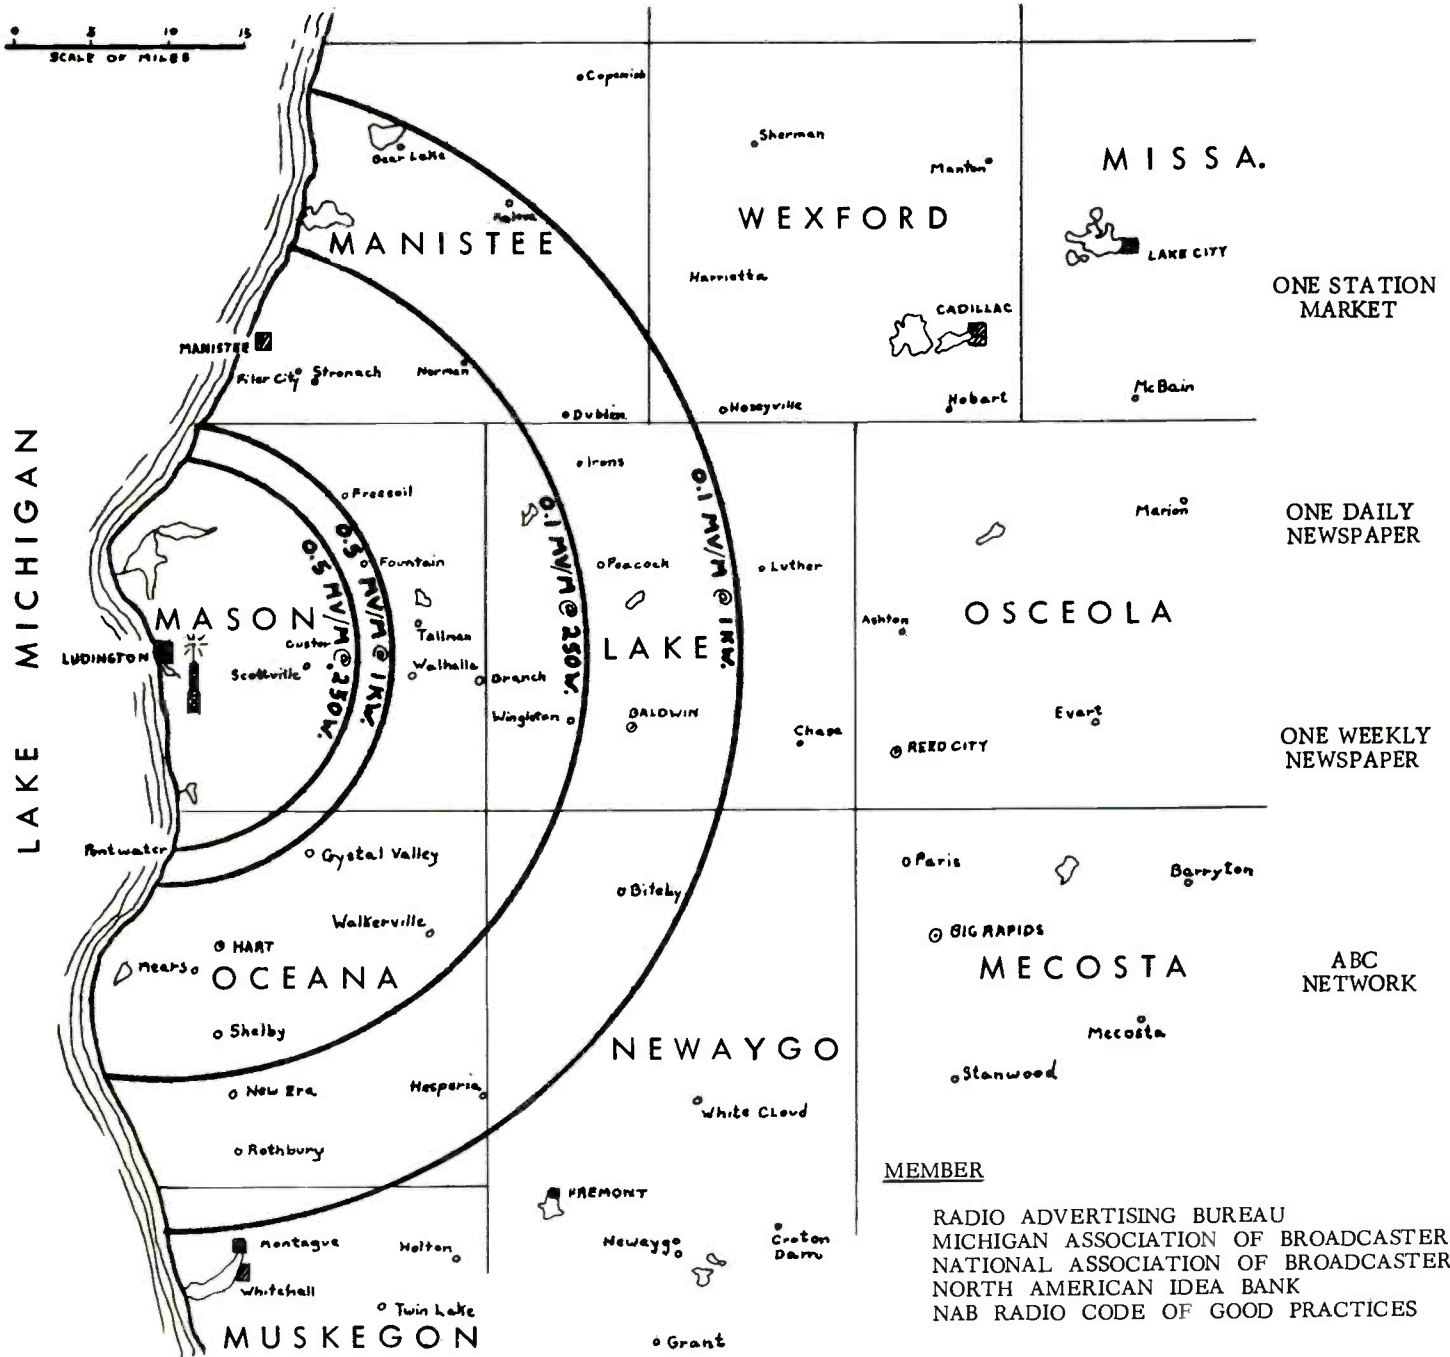 0 5 10 15
SCALE OF MILES
Copemish
Sherman
Manton
MISSA.
Bear Lake
WEXFORD
MANISTEE
LAKE CITY
Harrietta
ONE STATION
MARKET
CADILLAC
MANISTEE
Filer City
Stronach
Norman
Dublin
Hoseyville
Hobart
McBain
LAKE MICHIGAN
Irons
Freesoil
0.5 MV/M @ 250W.
0.5 MV/M @ 1KW.
0.1 MV/M @ 250W.
0.1 MV/M @ 1KW.
Marion
ONE DAILY
NEWSPAPER
Fountain
Peacock
Luther
MASON
Tallman
LAKE
Ashton
OSCEOLA
LUDINGTON
Custer
Scottville
Walhalla
Branch
Wingleton
BALDWIN
Chase
REED CITY
Evart
ONE WEEKLY
NEWSPAPER
Pentwater
Crystal Valley
Paris
Barryton
Biteby
Walkerville
HART
BIG RAPIDS
Mears
OCEANA
MECOSTA
ABC
NETWORK
Shelby
Mecosta
NEWAYGO
Stanwood
New Era
Hesperia
White Cloud
Rothbury
MEMBER
FREMONT
RADIO ADVERTISING BUREAU
MICHIGAN ASSOCIATION OF BROADCASTER
NATIONAL ASSOCIATION OF BROADCASTER
NORTH AMERICAN IDEA BANK
NAB RADIO CODE OF GOOD PRACTICES
Montague
Holton
Newaygo
Croton
Dam
Whitehall
Twin Lake
MUSKEGON
Grant